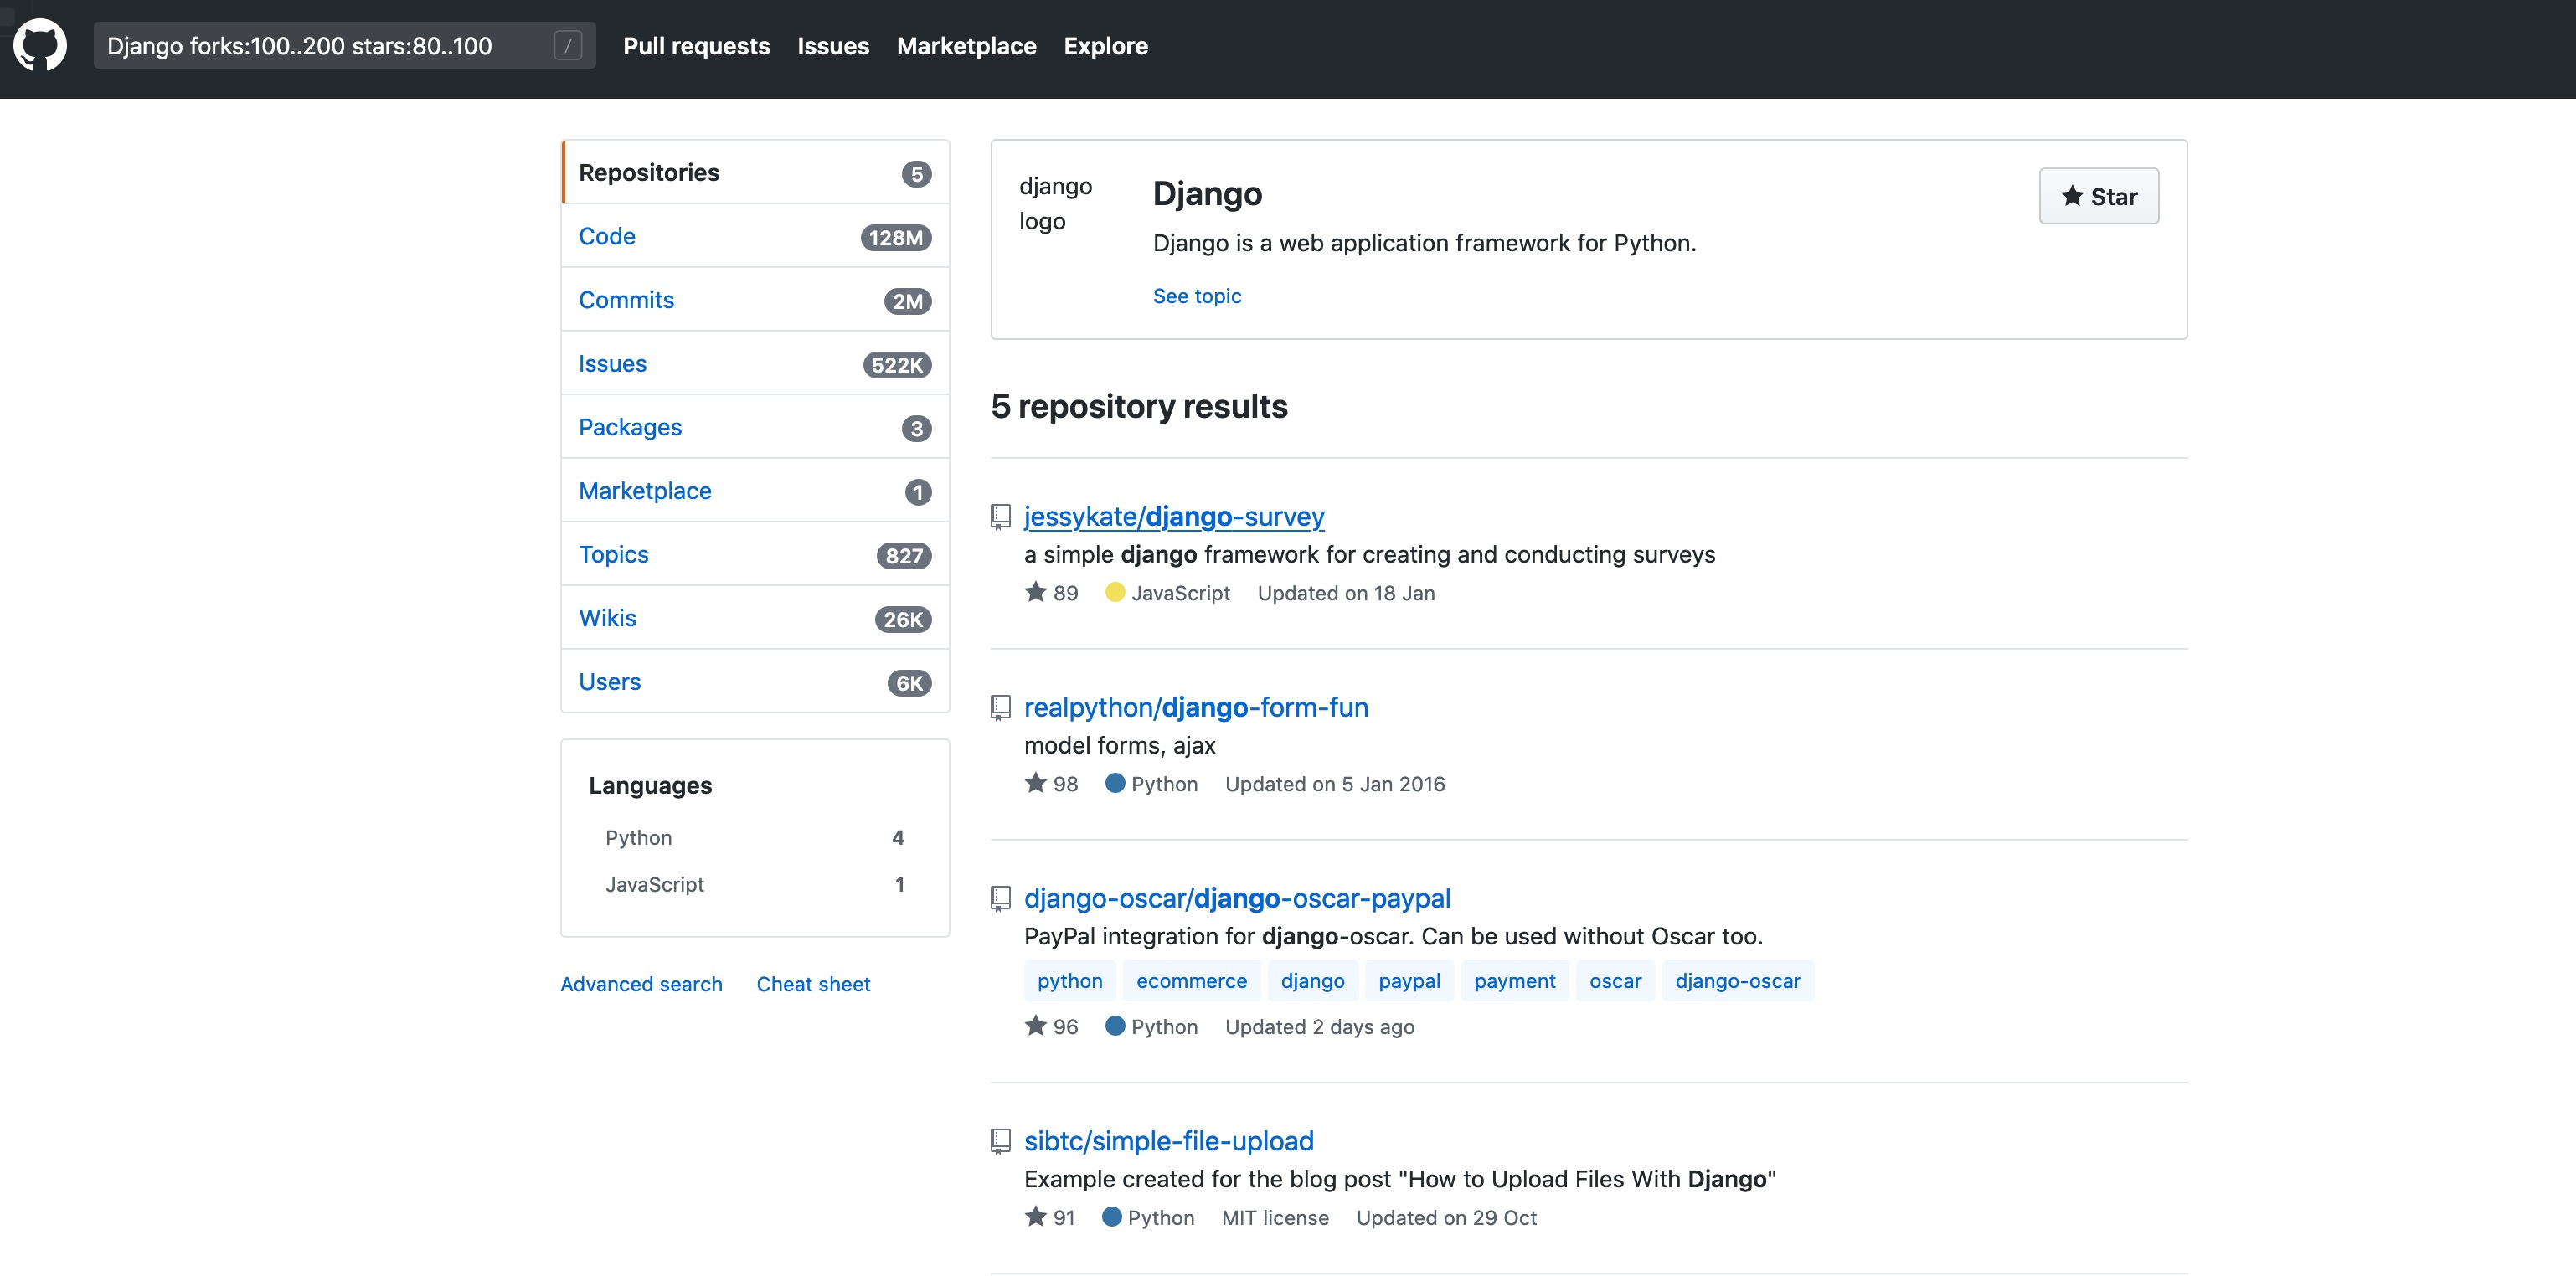 Django forks:100..200 stars:80..100 / Pull requests Issues Marketplace Explore
Repositories 5
Code 128M
Commits 2M
Issues 522K
Packages 3
Marketplace 1
Topics 827
Wikis 26K
Users 6K
Languages
Python 4
JavaScript 1
Advanced search Cheat sheet
django
logo
Django
Django is a web application framework for Python.
See topic
Star
5 repository results
jessykate/django-survey
a simple django framework for creating and conducting surveys
89 JavaScript Updated on 18 Jan
realpython/django-form-fun
model forms, ajax
98 Python Updated on 5 Jan 2016
django-oscar/django-oscar-paypal
PayPal integration for django-oscar. Can be used without Oscar too.
python ecommerce django paypal payment oscar django-oscar
96 Python Updated 2 days ago
sibtc/simple-file-upload
Example created for the blog post "How to Upload Files With Django"
91 Python MIT license Updated on 29 Oct